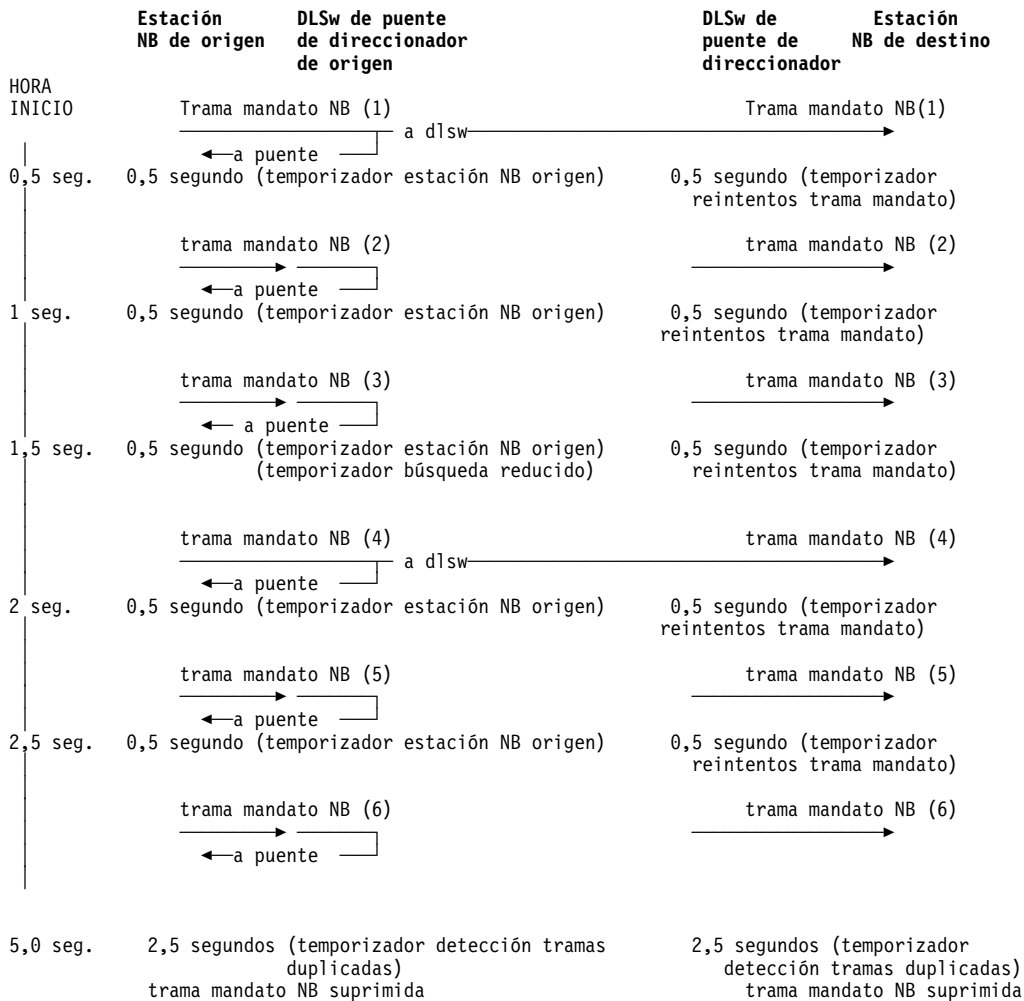 Estación DLSw de puente DLSw de Estación
NB de origen de direccionador puente de NB de destino
de origen direccionador
HORA
INICIO Trama mandato NB (1) Trama mandato NB(1)
a dlsw
a puente
0,5 seg. 0,5 segundo (temporizador estación NB origen) 0,5 segundo (temporizador
reintentos trama mandato)
trama mandato NB (2) trama mandato NB (2)
a puente
1 seg. 0,5 segundo (temporizador estación NB origen) 0,5 segundo (temporizador
reintentos trama mandato)
trama mandato NB (3) trama mandato NB (3)
a puente
1,5 seg. 0,5 segundo (temporizador estación NB origen) 0,5 segundo (temporizador
(temporizador búsqueda reducido) reintentos trama mandato)
trama mandato NB (4) trama mandato NB (4)
a dlsw
a puente
2 seg. 0,5 segundo (temporizador estación NB origen) 0,5 segundo (temporizador
reintentos trama mandato)
trama mandato NB (5) trama mandato NB (5)
a puente
2,5 seg. 0,5 segundo (temporizador estación NB origen) 0,5 segundo (temporizador
reintentos trama mandato)
trama mandato NB (6) trama mandato NB (6)
a puente
5,0 seg. 2,5 segundos (temporizador detección tramas 2,5 segundos (temporizador
duplicadas) detección tramas duplicadas)
trama mandato NB suprimida trama mandato NB suprimida